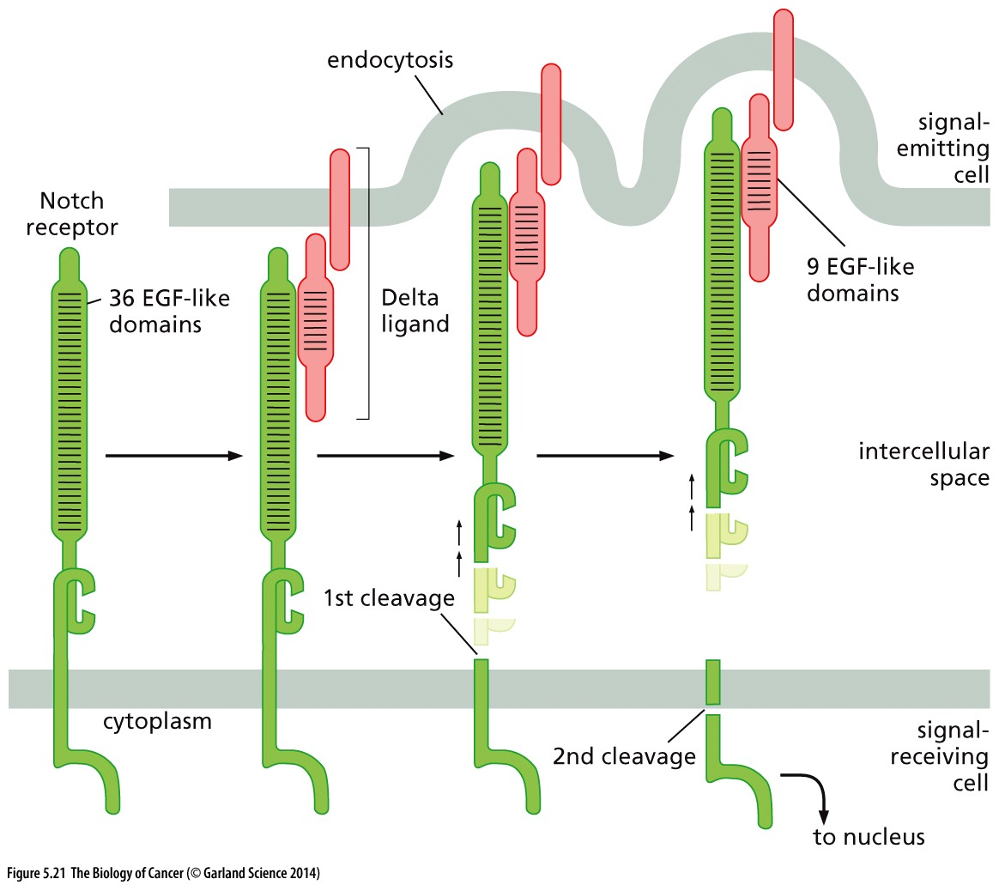 endocytosis
signal-
emitting
cell
Notch
receptor
36 EGF-like
domains
Delta
ligand
9 EGF-like
domains
intercellular
space
1st cleavage
cytoplasm
2nd cleavage
signal-
receiving
cell
to nucleus
Figure 5.21 The Biology of Cancer (© Garland Science 2014)